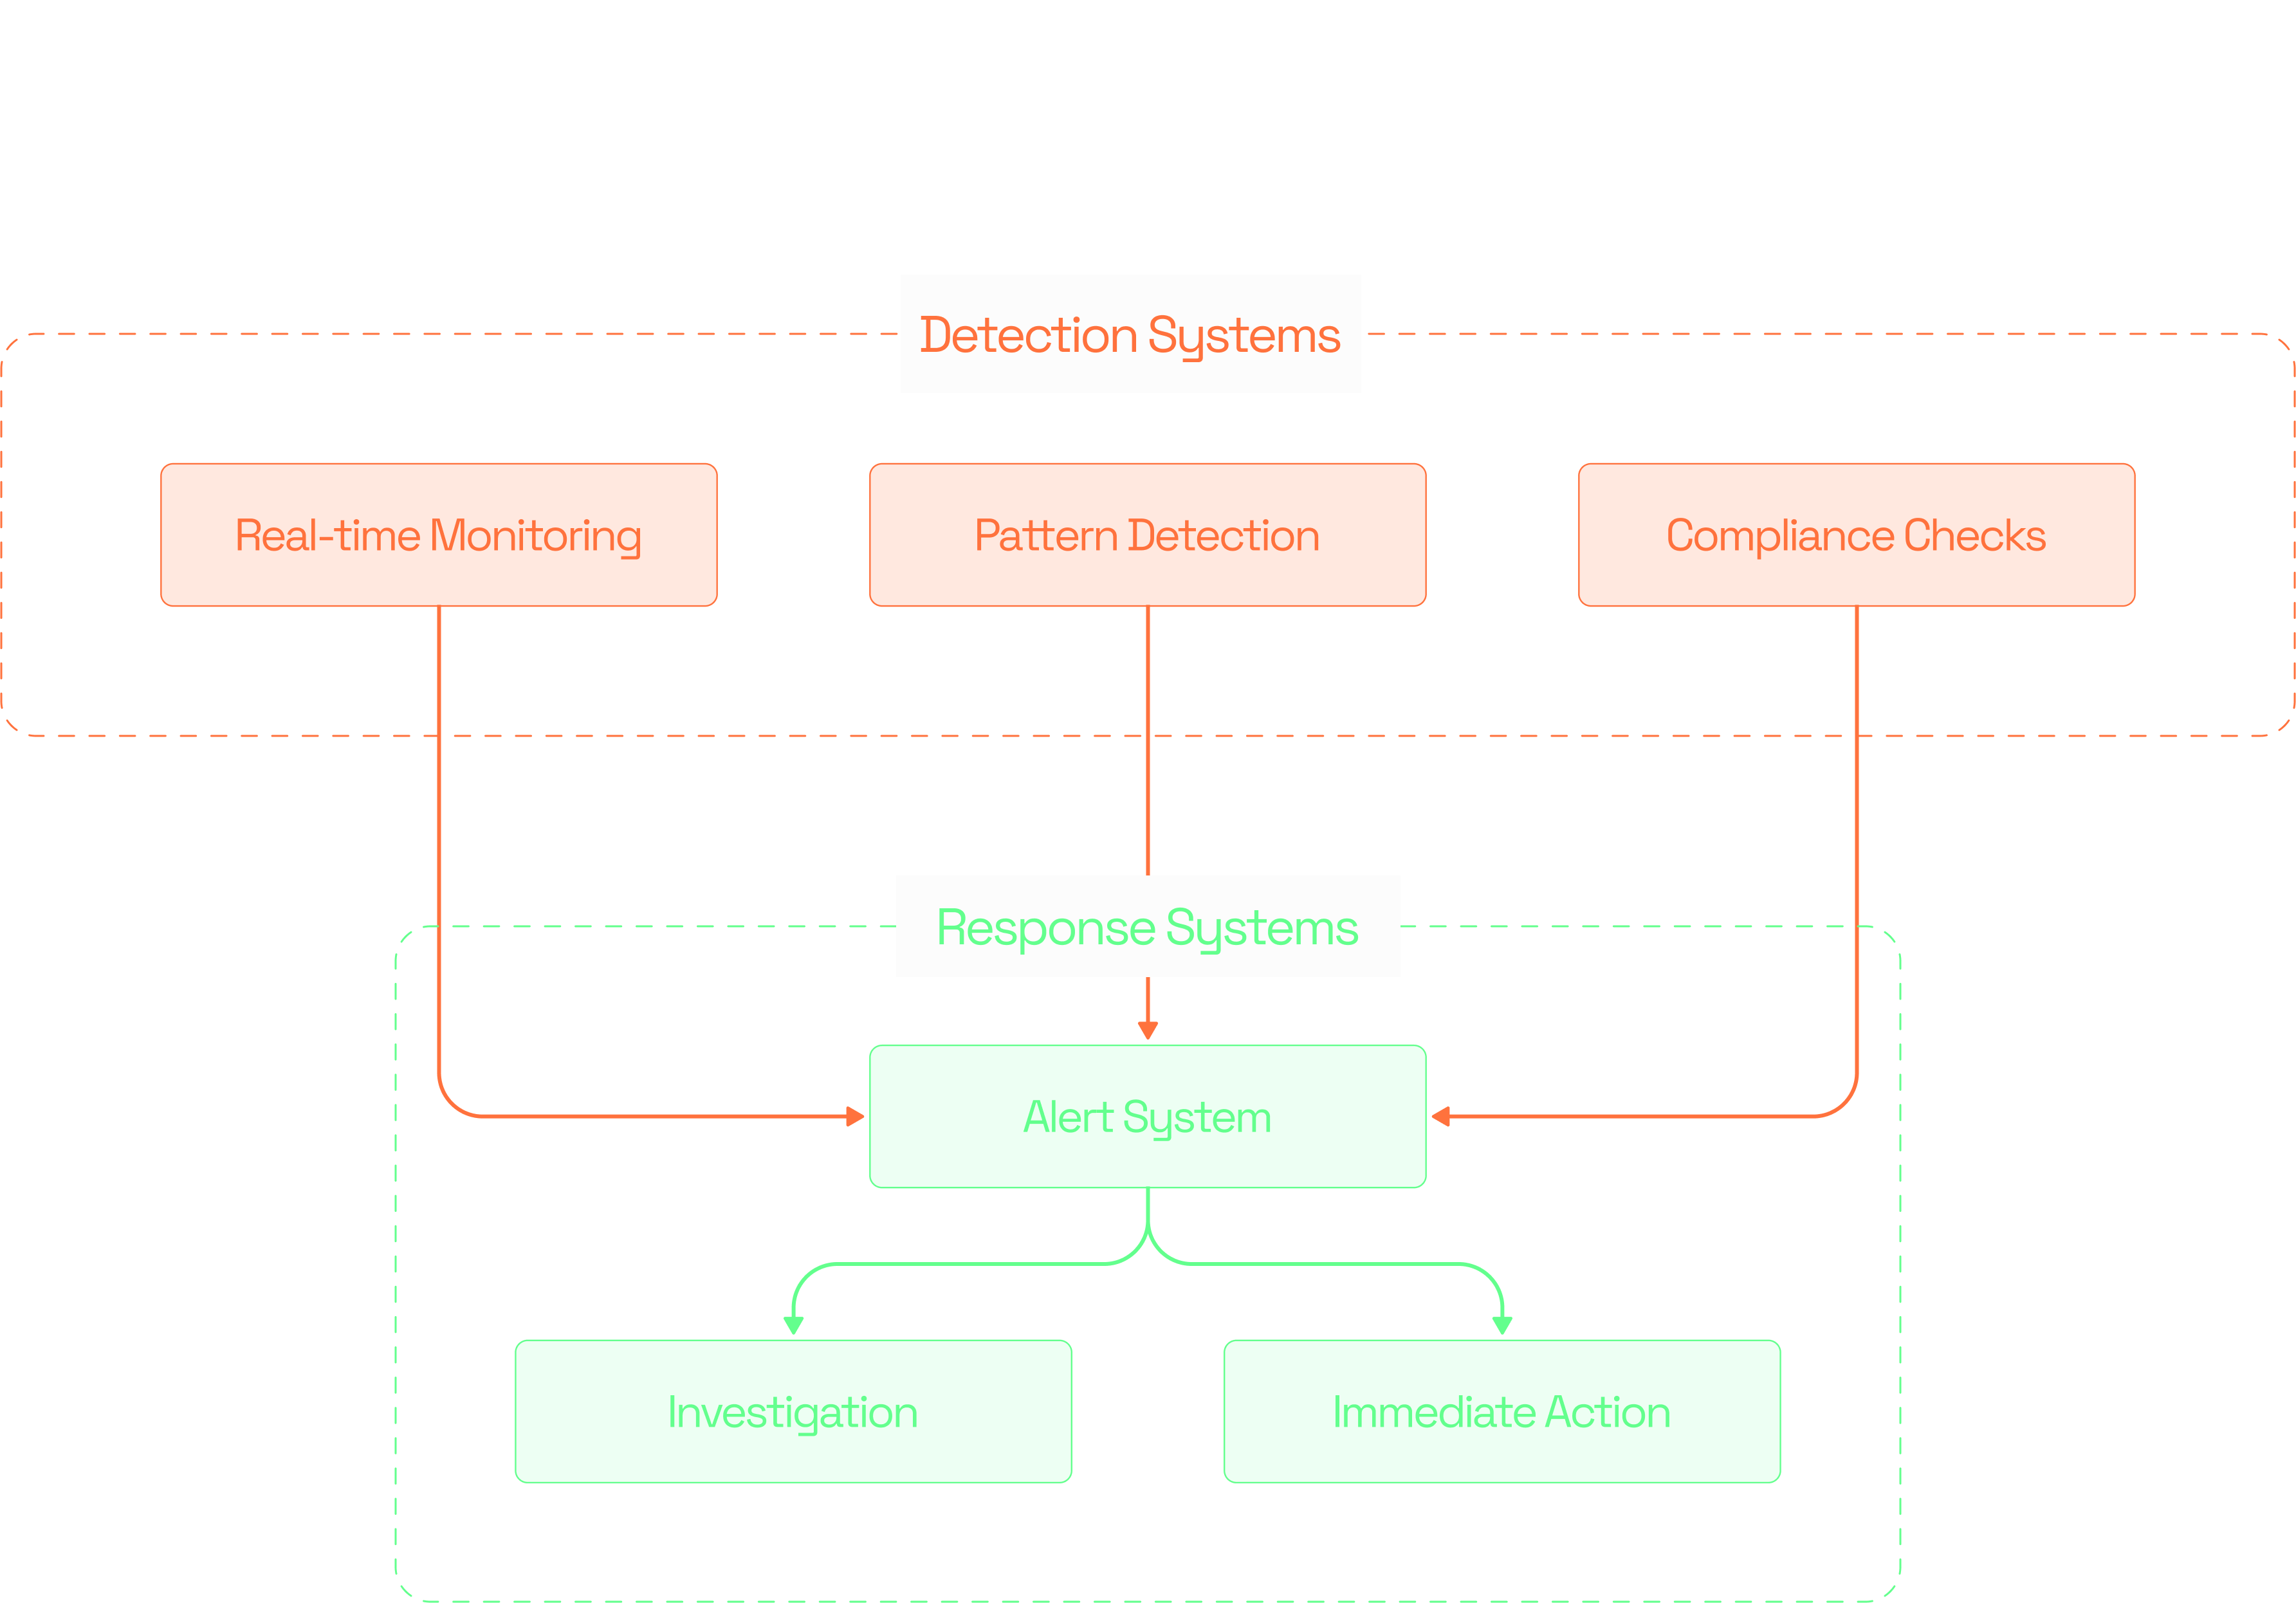 Detection Systems
Real-time Monitoring
Pattern Detection
Compliance Checks
Response Systems
Alert System
Investigation
Immediate Action